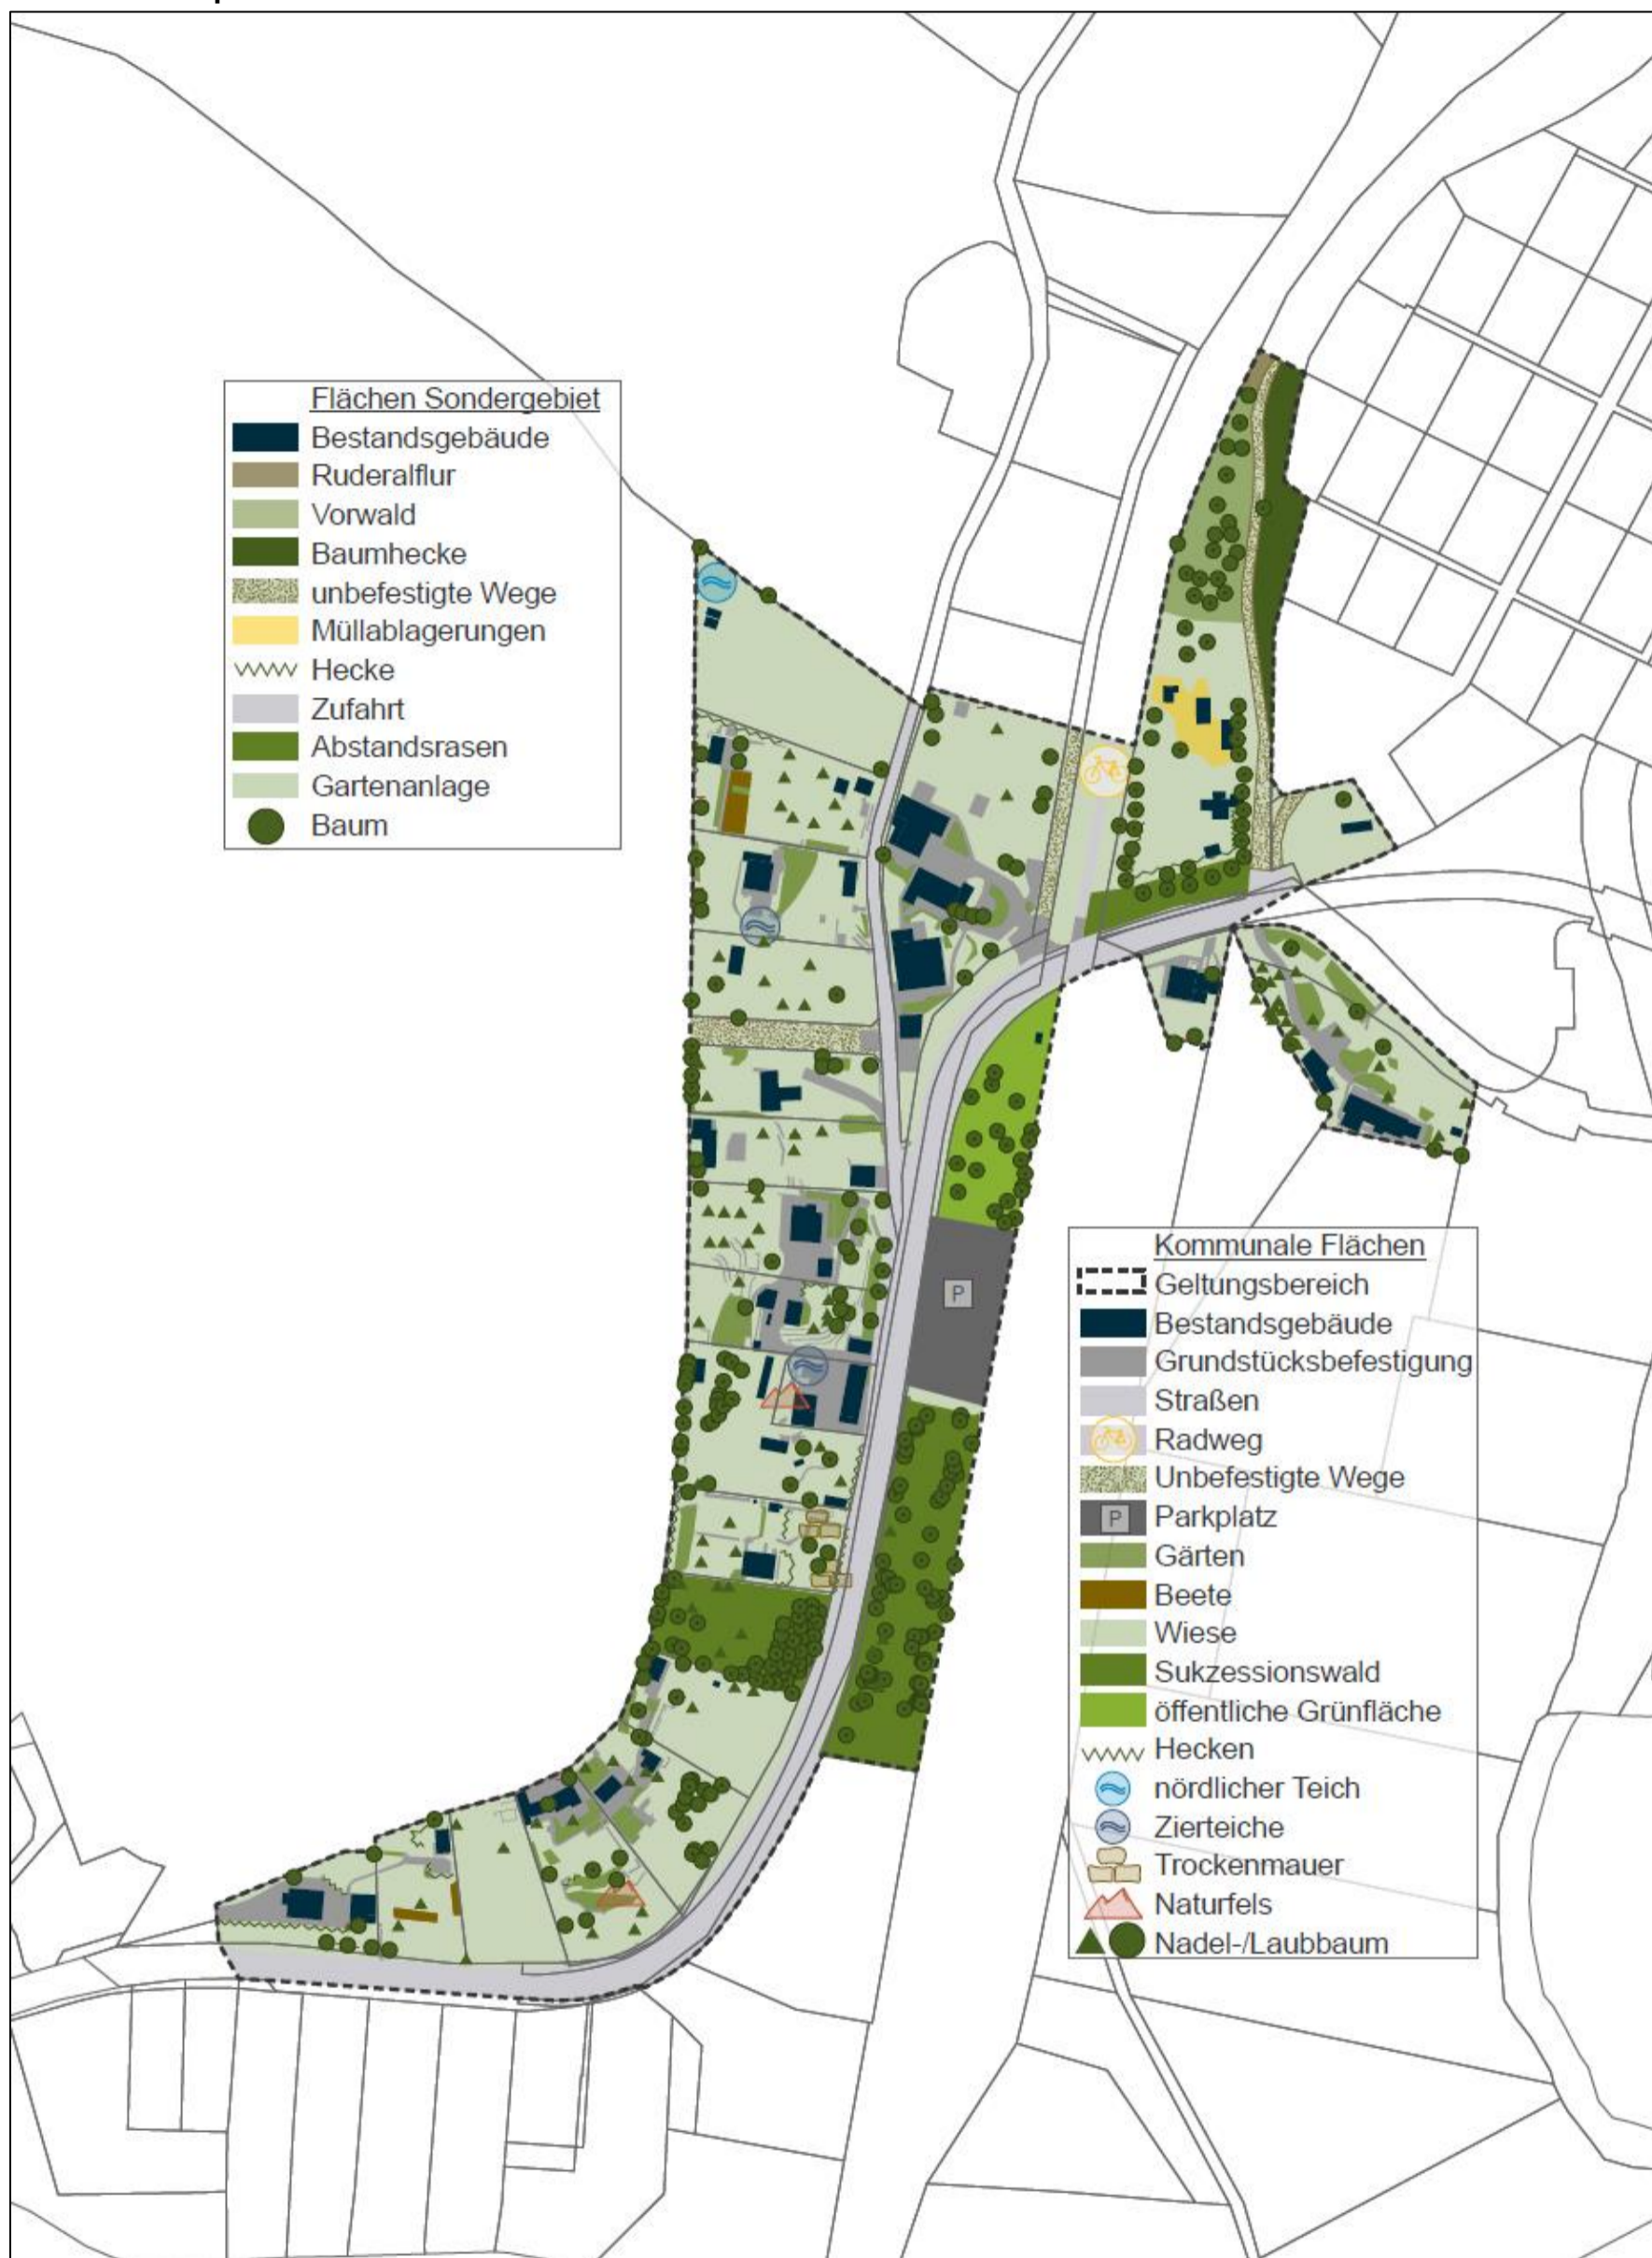 Flächen Sondergebiet
Bestandsgebäude
Ruderalflur
Vorwald
Baumhecke
unbefestigte Wege
Müllablagerungen
Hecke
Zufahrt
Abstandsrasen
Gartenanlage
Baum
P
Kommunale Flächen
Geltungsbereich
Bestandsgebäude
Grundstücksbefestigung
Straßen
Radweg
Unbefestigte Wege
P Parkplatz
Gärten
Beete
Wiese
Sukzessionswald
öffentliche Grünfläche
Hecken
nördlicher Teich
Zierteiche
Trockenmauer
Naturfels
Nadel-/Laubbaum